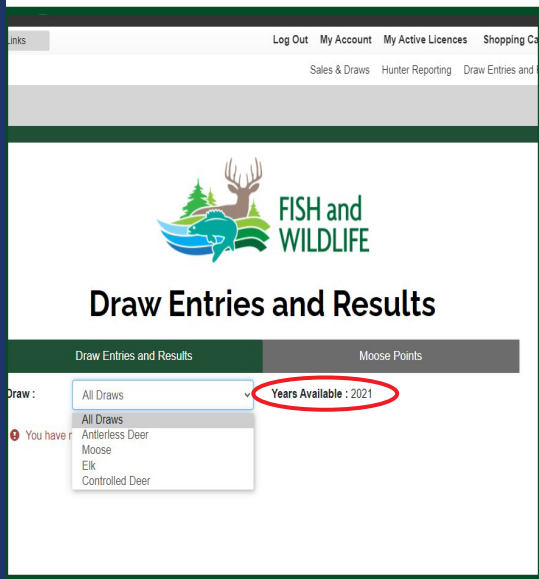 Links
Log Out My Account My Active Licences Shopping Ca
Sales & Draws Hunter Reporting Draw Entries and
FISH and
WILDLIFE
Draw Entries and Results
Draw Entries and Results Moose Points
Draw : All Draws Years Available : 2021
All Draws
You have Antlerless Deer
Moose
Elk
Controlled Deer